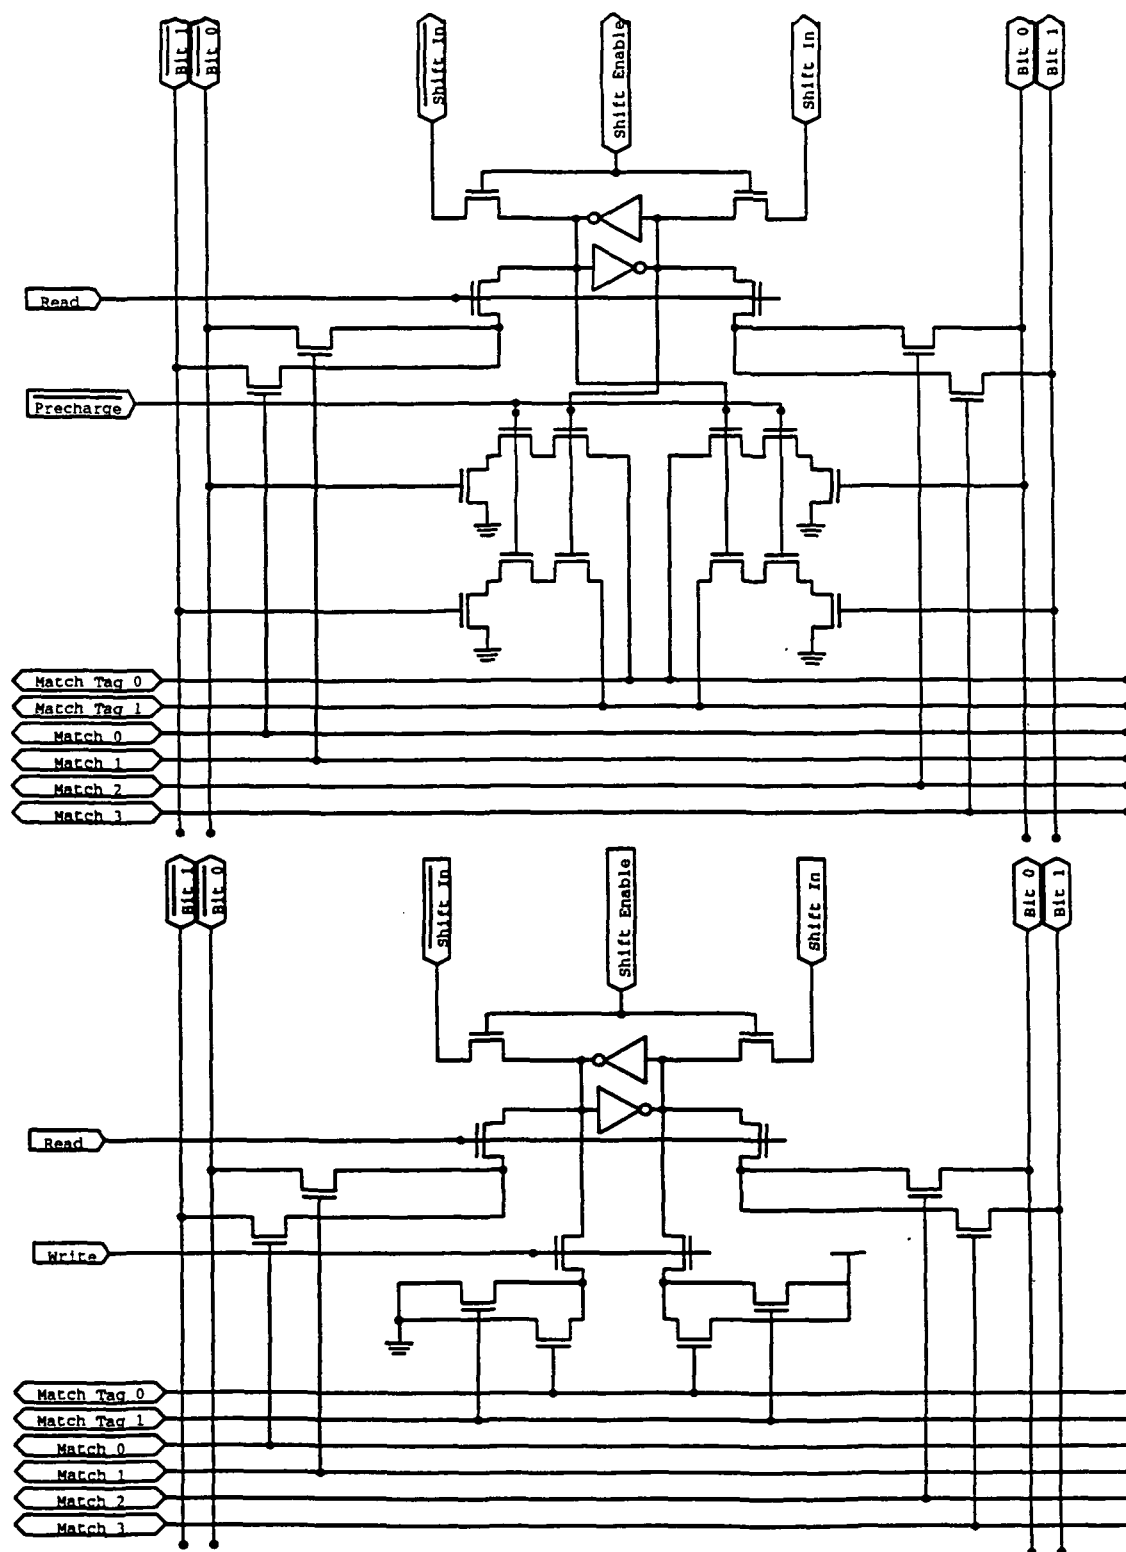 Bit 1
Bit 0
Shift In
Shift Enable
Shift In
Bit 0
Bit 1
Read
Precharge
Match Tag 0
Match Tag 1
Match 0
Match 1
Match 2
Match 3
Bit 1
Bit 0
Shift In
Shift Enable
Shift In
Bit 0
Bit 1
Read
Write
Match Tag 0
Match Tag 1
Match 0
Match 1
Match 2
Match 3